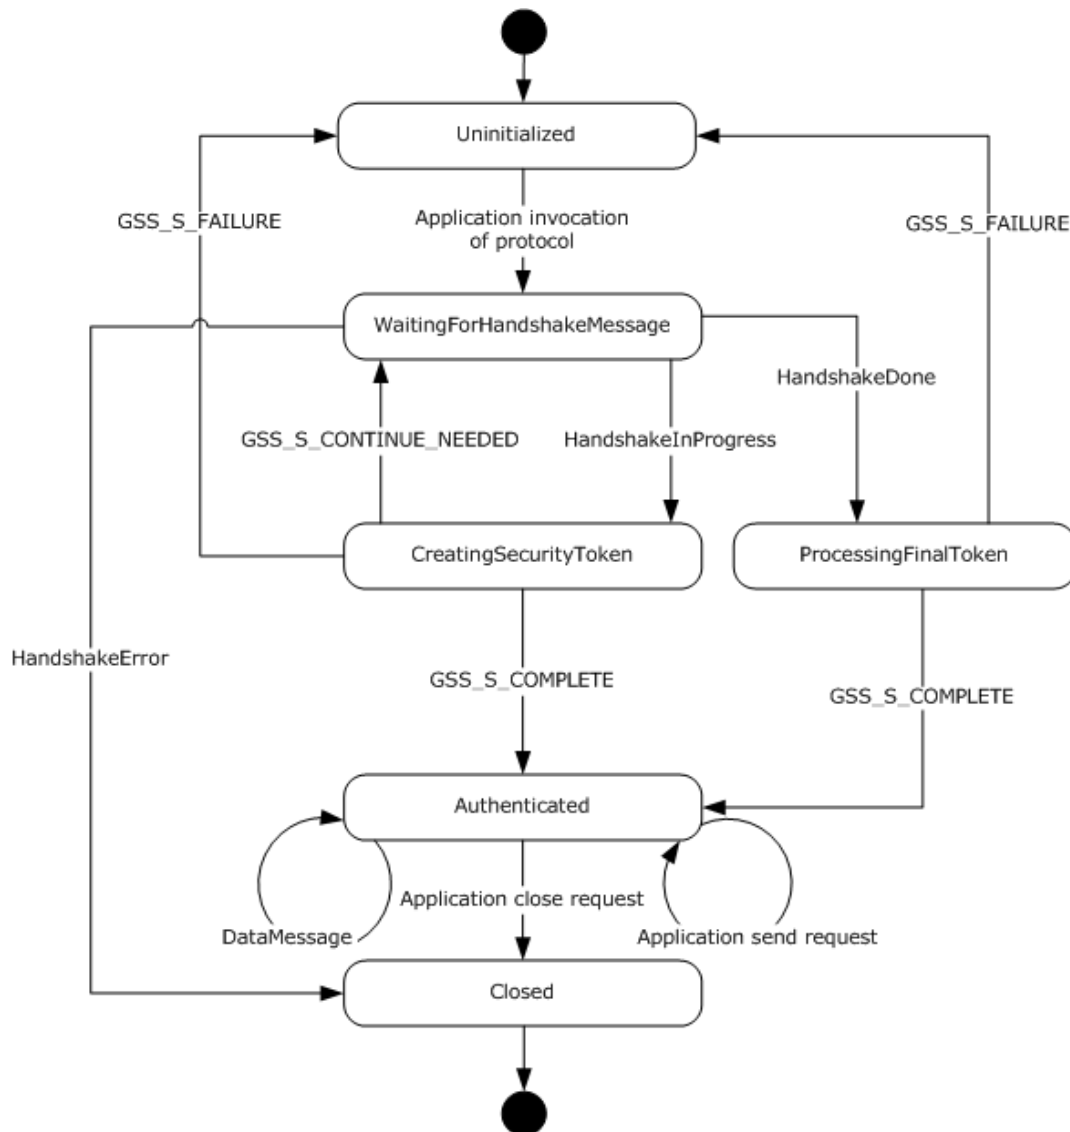 Uninitialized
GSS_S_FAILURE
Application invocation
of protocol
GSS_S_FAILURE
WaitingForHandshakeMessage
HandshakeDone
GSS_S_CONTINUE_NEEDED
HandshakeInProgress
CreatingSecurityToken
ProcessingFinalToken
HandshakeError
GSS_S_COMPLETE
GSS_S_COMPLETE
Authenticated
Application close request
DataMessage
Application send request
Closed